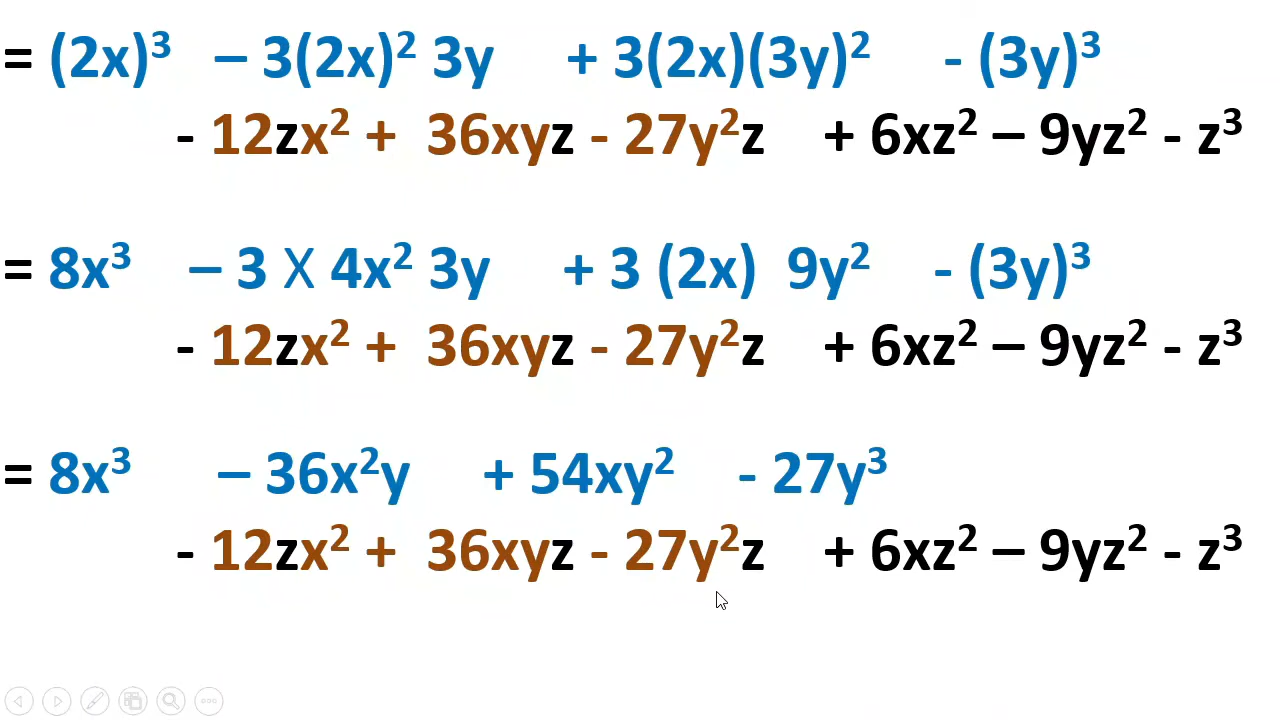 = (2x)³ – 3(2x)² 3y + 3(2x)(3y)² - (3y)³
- 12zx² + 36xyz - 27y²z + 6xz² – 9yz² - z³
= 8x³ – 3 X 4x² 3y + 3 (2x) 9y² - (3y)³
- 12zx² + 36xyz - 27y²z + 6xz² – 9yz² - z³
= 8x³ – 36x²y + 54xy² - 27y³
- 12zx² + 36xyz - 27y²z + 6xz² – 9yz² - z³